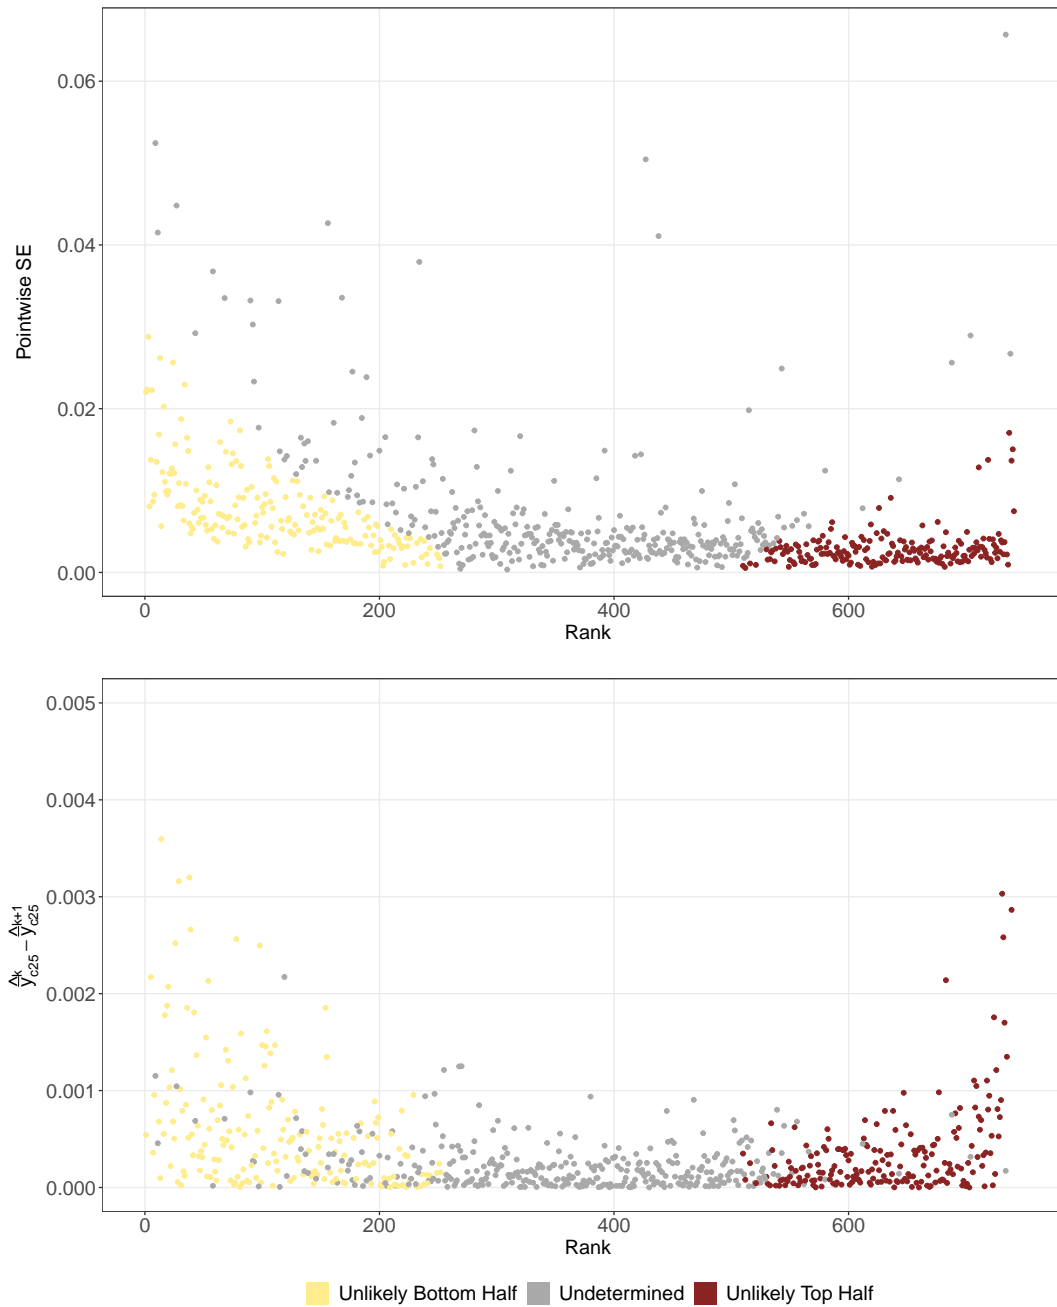 0.06
0.04
0.02
0.00
Pointwise SE
0 200 400 600
Rank
0.005
0.004
0.003
0.002
0.001
0.000
ŷ^k_c25 − ŷ^k+1_c25
0 200 400 600
Rank
Unlikely Bottom Half Undetermined Unlikely Top Half